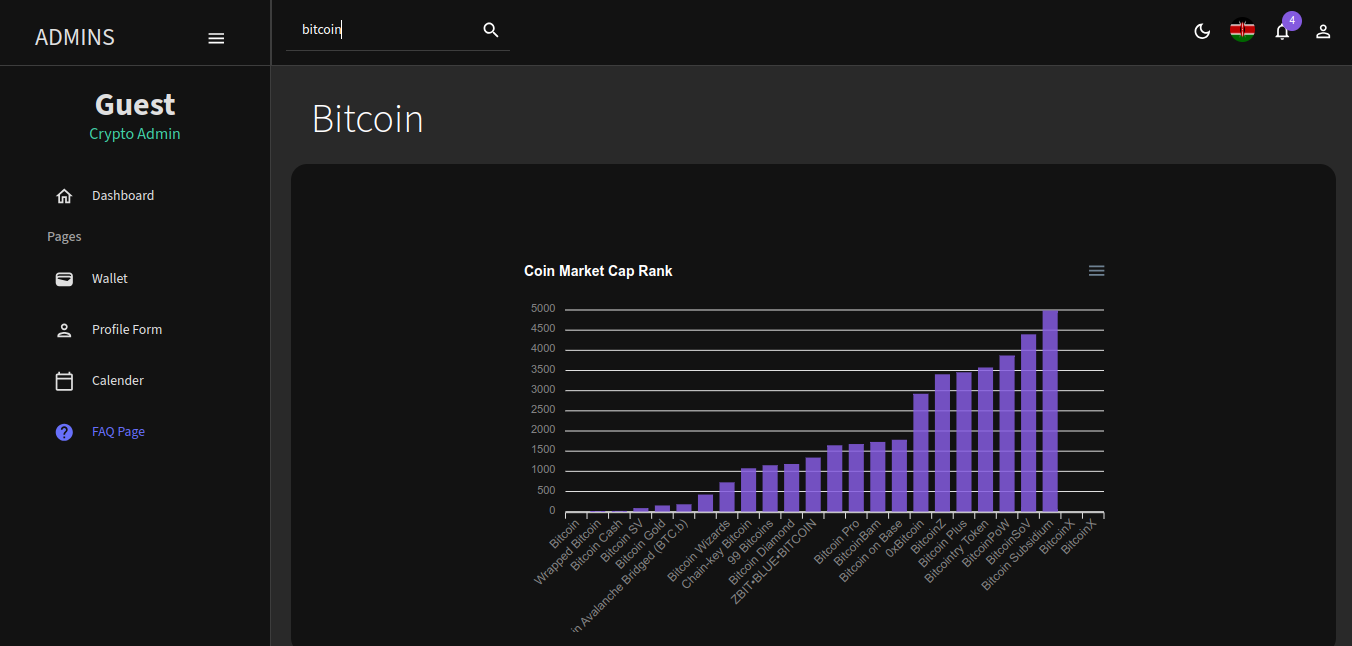 ADMINS
bitcoin
4
Guest
Crypto Admin
Dashboard
Pages
Wallet
Profile Form
Calender
FAQ Page
Bitcoin
Coin Market Cap Rank
5000
4500
4000
3500
3000
2500
2000
1500
1000
500
0
Bitcoin
Wrapped Bitcoin
Bitcoin Cash
Bitcoin SV
Bitcoin Gold
in Avalanche Bridged (BTC.b)
Bitcoin Wizards
Chain-key Bitcoin
99 Bitcoins
Bitcoin Diamond
ZBIT•BLUE•BITCOIN
Bitcoin Pro
BitcoinBam
Bitcoin on Base
0xBitcoin
BitcoinZ
Bitcoin Plus
Bitcointry Token
BitcoinPoW
BitcoinSoV
Bitcoin Subsidium
BitcoinX
BitcoinX